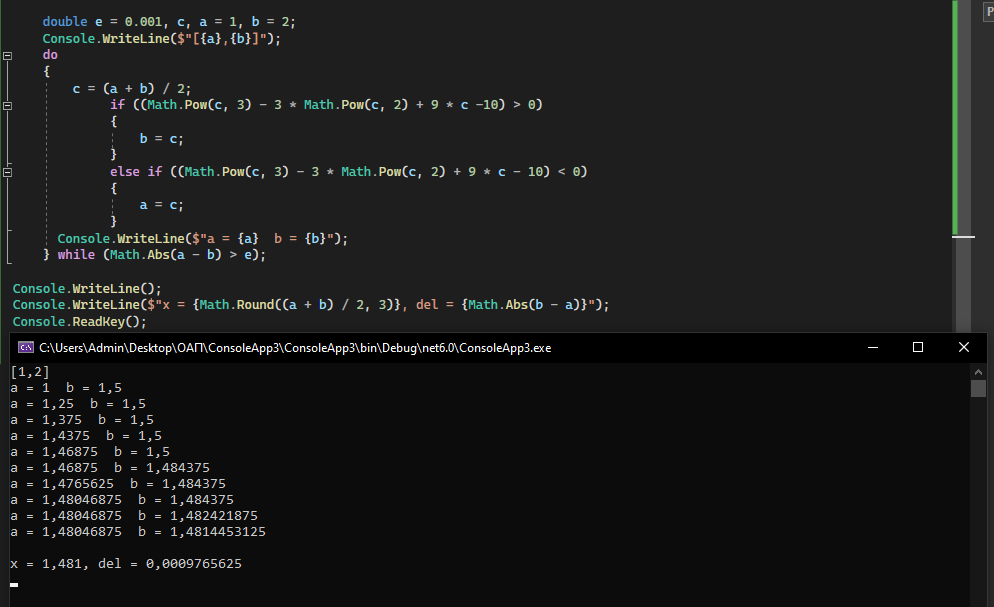 double e = 0.001, c, a = 1, b = 2;
Console.WriteLine($"[{a},{b}]");
do
{
c = (a + b) / 2;
if ((Math.Pow(c, 3) - 3 * Math.Pow(c, 2) + 9 * c -10) > 0)
{
b = c;
}
else if ((Math.Pow(c, 3) - 3 * Math.Pow(c, 2) + 9 * c - 10) < 0)
{
a = c;
}
Console.WriteLine($"a = {a}  b = {b}");
} while (Math.Abs(a - b) > e);
Console.WriteLine();
Console.WriteLine($"x = {Math.Round((a + b) / 2, 3)}, del = {Math.Abs(b - a)}");
Console.ReadKey();
P
C:\Users\Admin\Desktop\ОАП\ConsoleApp3\ConsoleApp3\bin\Debug\net6.0\ConsoleApp3.exe
[1,2]
a = 1  b = 1,5
a = 1,25  b = 1,5
a = 1,375  b = 1,5
a = 1,4375  b = 1,5
a = 1,46875  b = 1,5
a = 1,46875  b = 1,484375
a = 1,4765625  b = 1,484375
a = 1,48046875  b = 1,484375
a = 1,48046875  b = 1,482421875
a = 1,48046875  b = 1,4814453125
x = 1,481, del = 0,0009765625